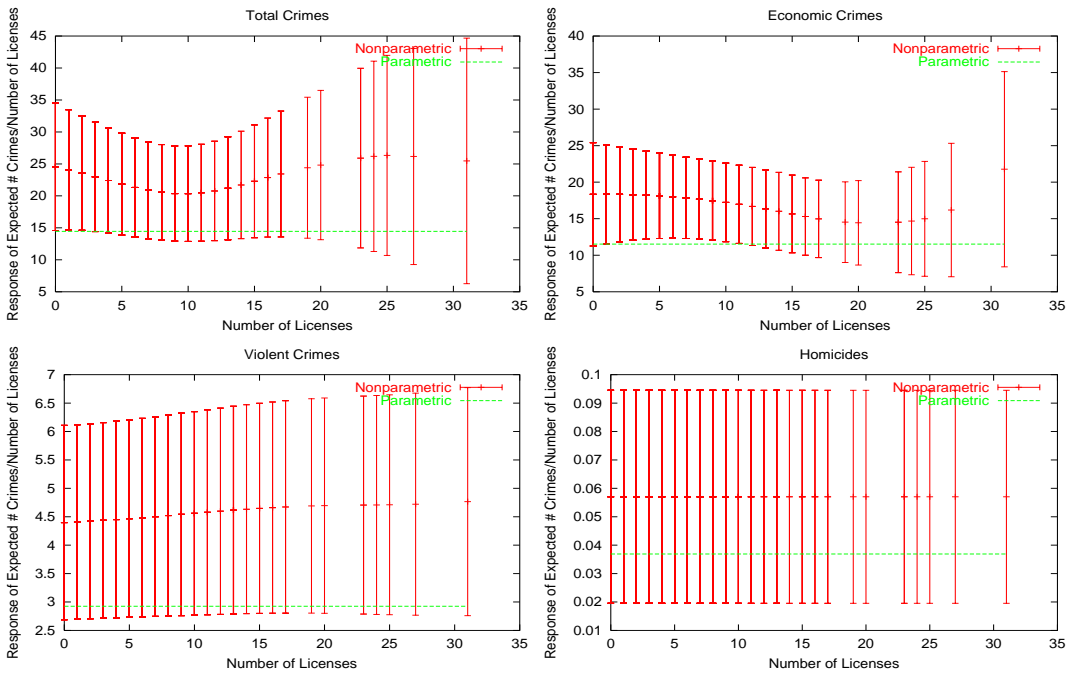 Total Crimes
Response of Expected # Crimes/Number of Licenses
45
40
35
30
25
20
15
10
5
0 5 10 15 20 25 30 35
Number of Licenses
Nonparametric
Parametric
Economic Crimes
Response of Expected # Crimes/Number of Licenses
40
35
30
25
20
15
10
5
0 5 10 15 20 25 30 35
Number of Licenses
Nonparametric
Parametric
Violent Crimes
Response of Expected # Crimes/Number of Licenses
7
6.5
6
5.5
5
4.5
4
3.5
3
2.5
0 5 10 15 20 25 30 35
Number of Licenses
Nonparametric
Parametric
Homicides
Response of Expected # Crimes/Number of Licenses
0.1
0.09
0.08
0.07
0.06
0.05
0.04
0.03
0.02
0.01
0 5 10 15 20 25 30 35
Number of Licenses
Nonparametric
Parametric